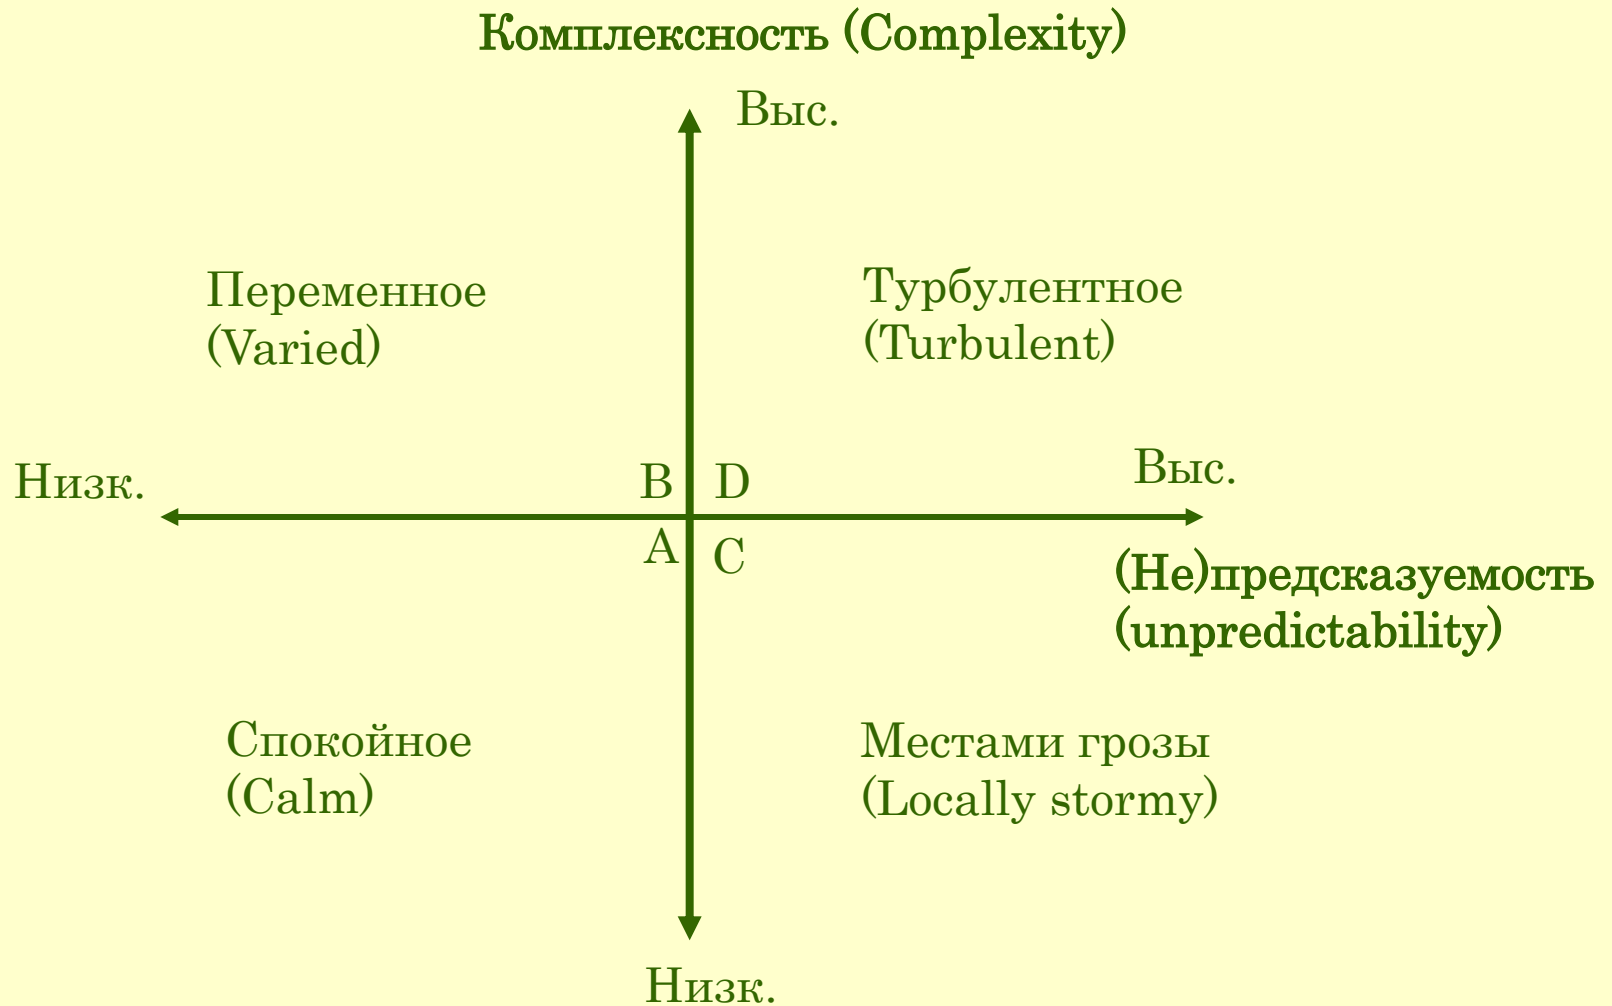 Комплексность (Complexity)
Выс.
Переменное
(Varied)
Турбулентное
(Turbulent)
Низк.
B
D
Выс.
A
C
(Не)предсказуемость
(unpredictability)
Спокойное
(Calm)
Местами грозы
(Locally stormy)
Низк.